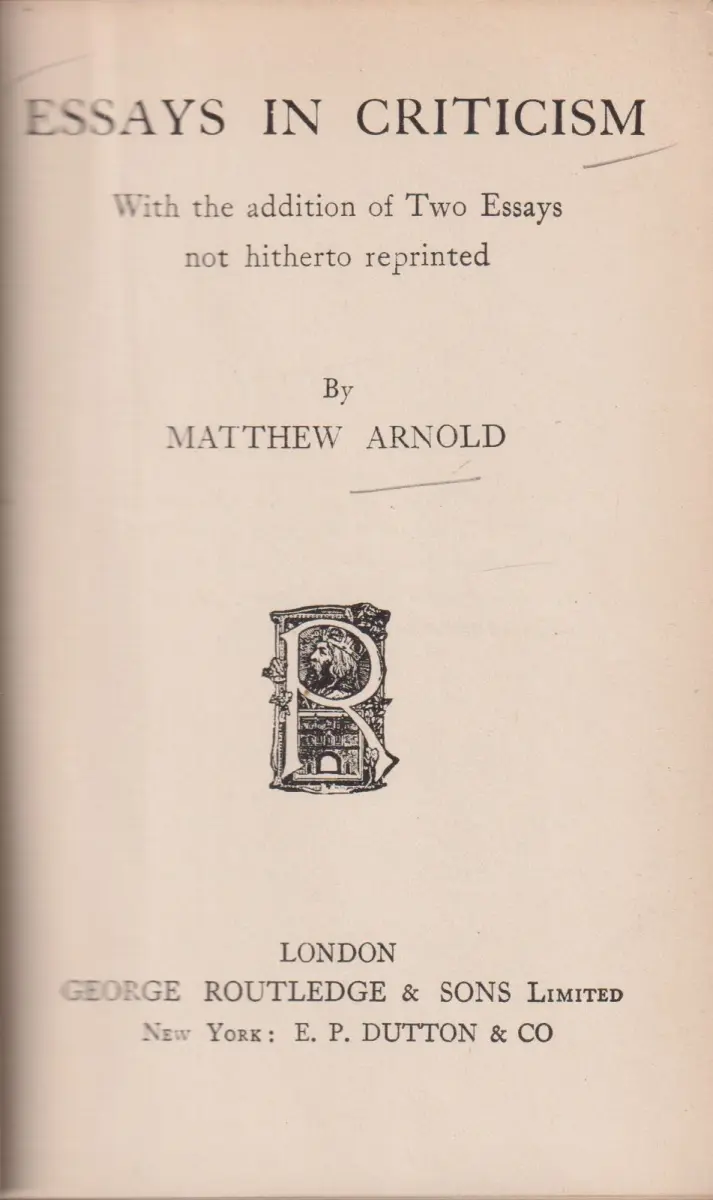 ESSAYS IN CRITICISM
With the addition of Two Essays
not hitherto reprinted
By
MATTHEW ARNOLD
R
LONDON
GEORGE ROUTLEDGE & SONS LIMITED
NEW YORK: E. P. DUTTON & CO